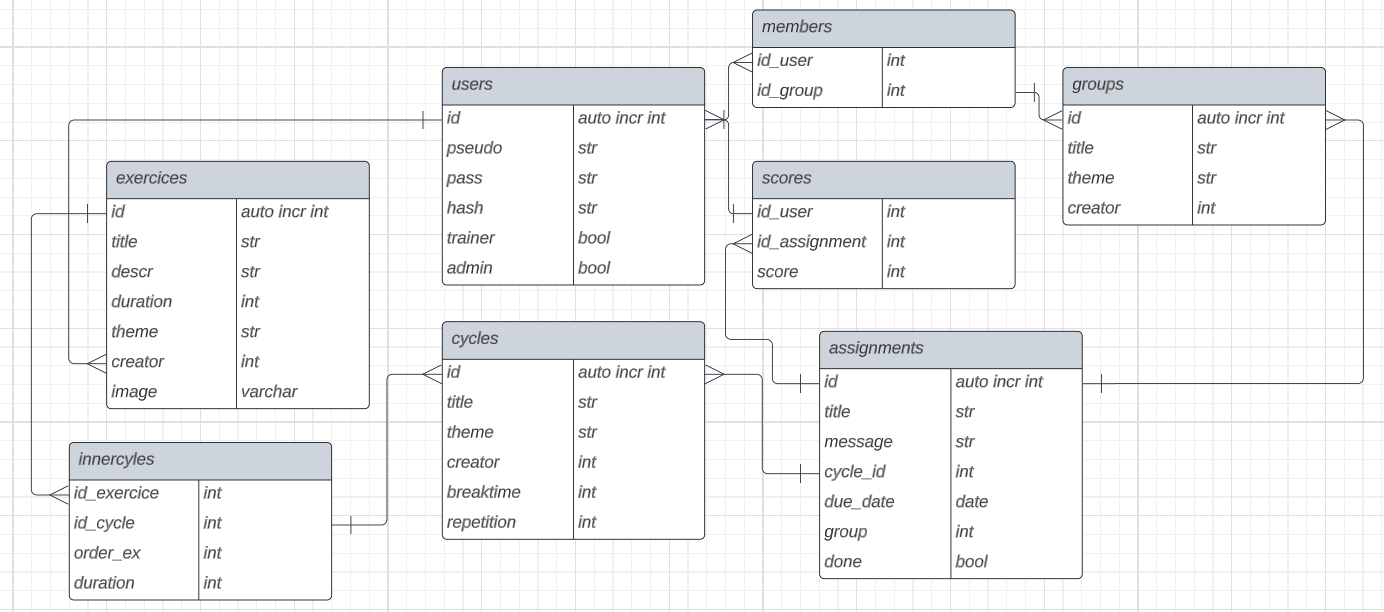 members
id_user int
id_group int
users
id auto incr int
pseudo str
pass str
hash str
trainer bool
admin bool
groups
id auto incr int
title str
theme str
creator int
exercices
id auto incr int
title str
descr str
duration int
theme str
creator int
image varchar
scores
id_user int
id_assignment int
score int
cycles
id auto incr int
title str
theme str
creator int
breaktime int
repetition int
assignments
id auto incr int
title str
message str
cycle_id int
due_date date
group int
done bool
innercyles
id_exercice int
id_cycle int
order_ex int
duration int